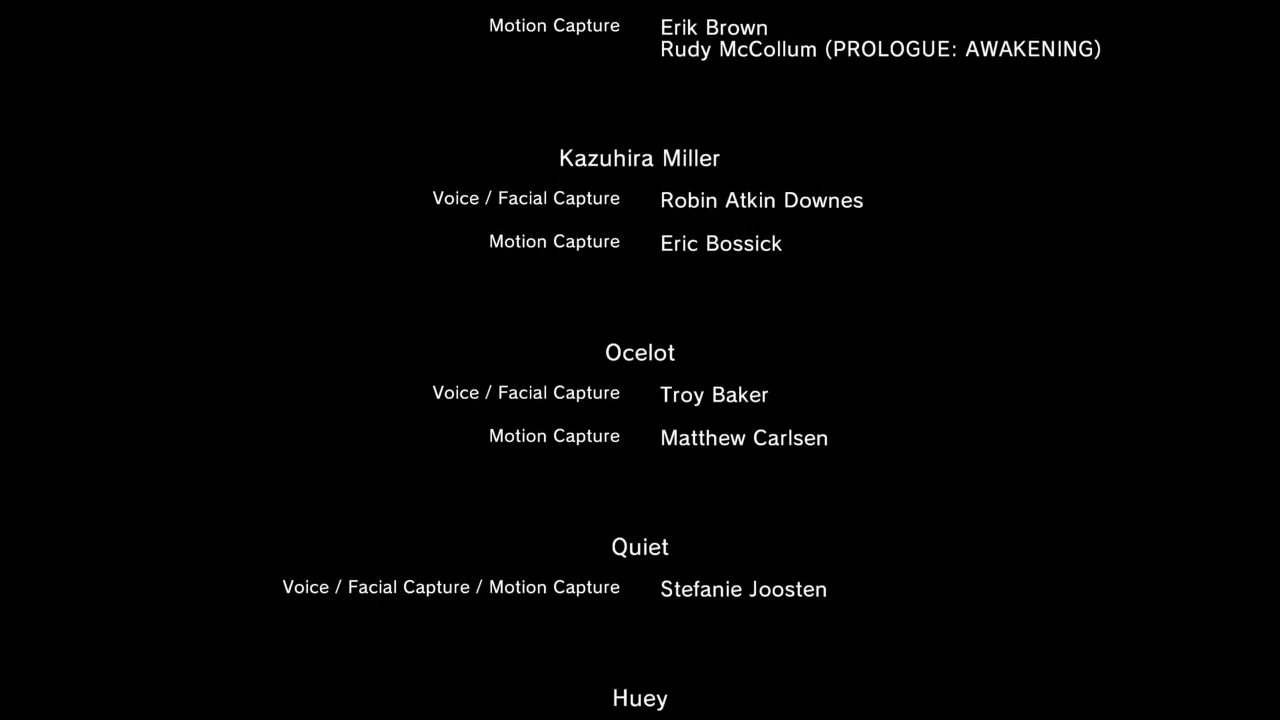 Motion Capture Erik Brown
Rudy McCollum (PROLOGUE: AWAKENING)
Kazuhira Miller
Voice / Facial Capture Robin Atkin Downes
Motion Capture Eric Bossick
Ocelot
Voice / Facial Capture Troy Baker
Motion Capture Matthew Carlsen
Quiet
Voice / Facial Capture / Motion Capture Stefanie Joosten
Huey